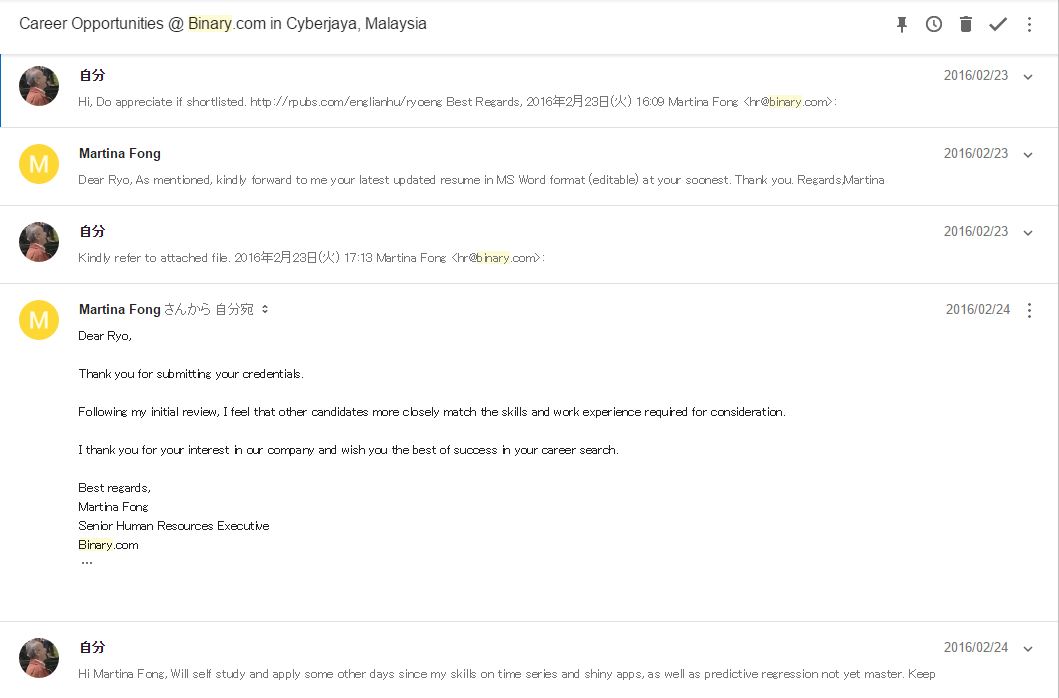 Career Opportunities @ Binary.com in Cyberjaya, Malaysia
自分 2016/02/23
Hi, Do appreciate if shortlisted. http://rpubs.com/englianhu/ryoeng Best Regards, 2016年2月23日(火) 16:09 Martina Fong <hr@binary.com>:
M Martina Fong 2016/02/23
Dear Ryo, As mentioned, kindly forward to me your latest updated resume in MS Word format (editable) at your soonest. Thank you. Regards,Martina
自分 2016/02/23
Kindly refer to attached file. 2016年2月23日(火) 17:13 Martina Fong <hr@binary.com>:
M Martina Fong さんから 自分宛 2016/02/24
Dear Ryo,
Thank you for submitting your credentials.
Following my initial review, I feel that other candidates more closely match the skills and work experience required for consideration.
I thank you for your interest in our company and wish you the best of success in your career search.
Best regards,
Martina Fong
Senior Human Resources Executive
Binary.com
...
自分 2016/02/24
Hi Martina Fong, Will self study and apply some other days since my skills on time series and shiny apps, as well as predictive regression not yet master. Keep